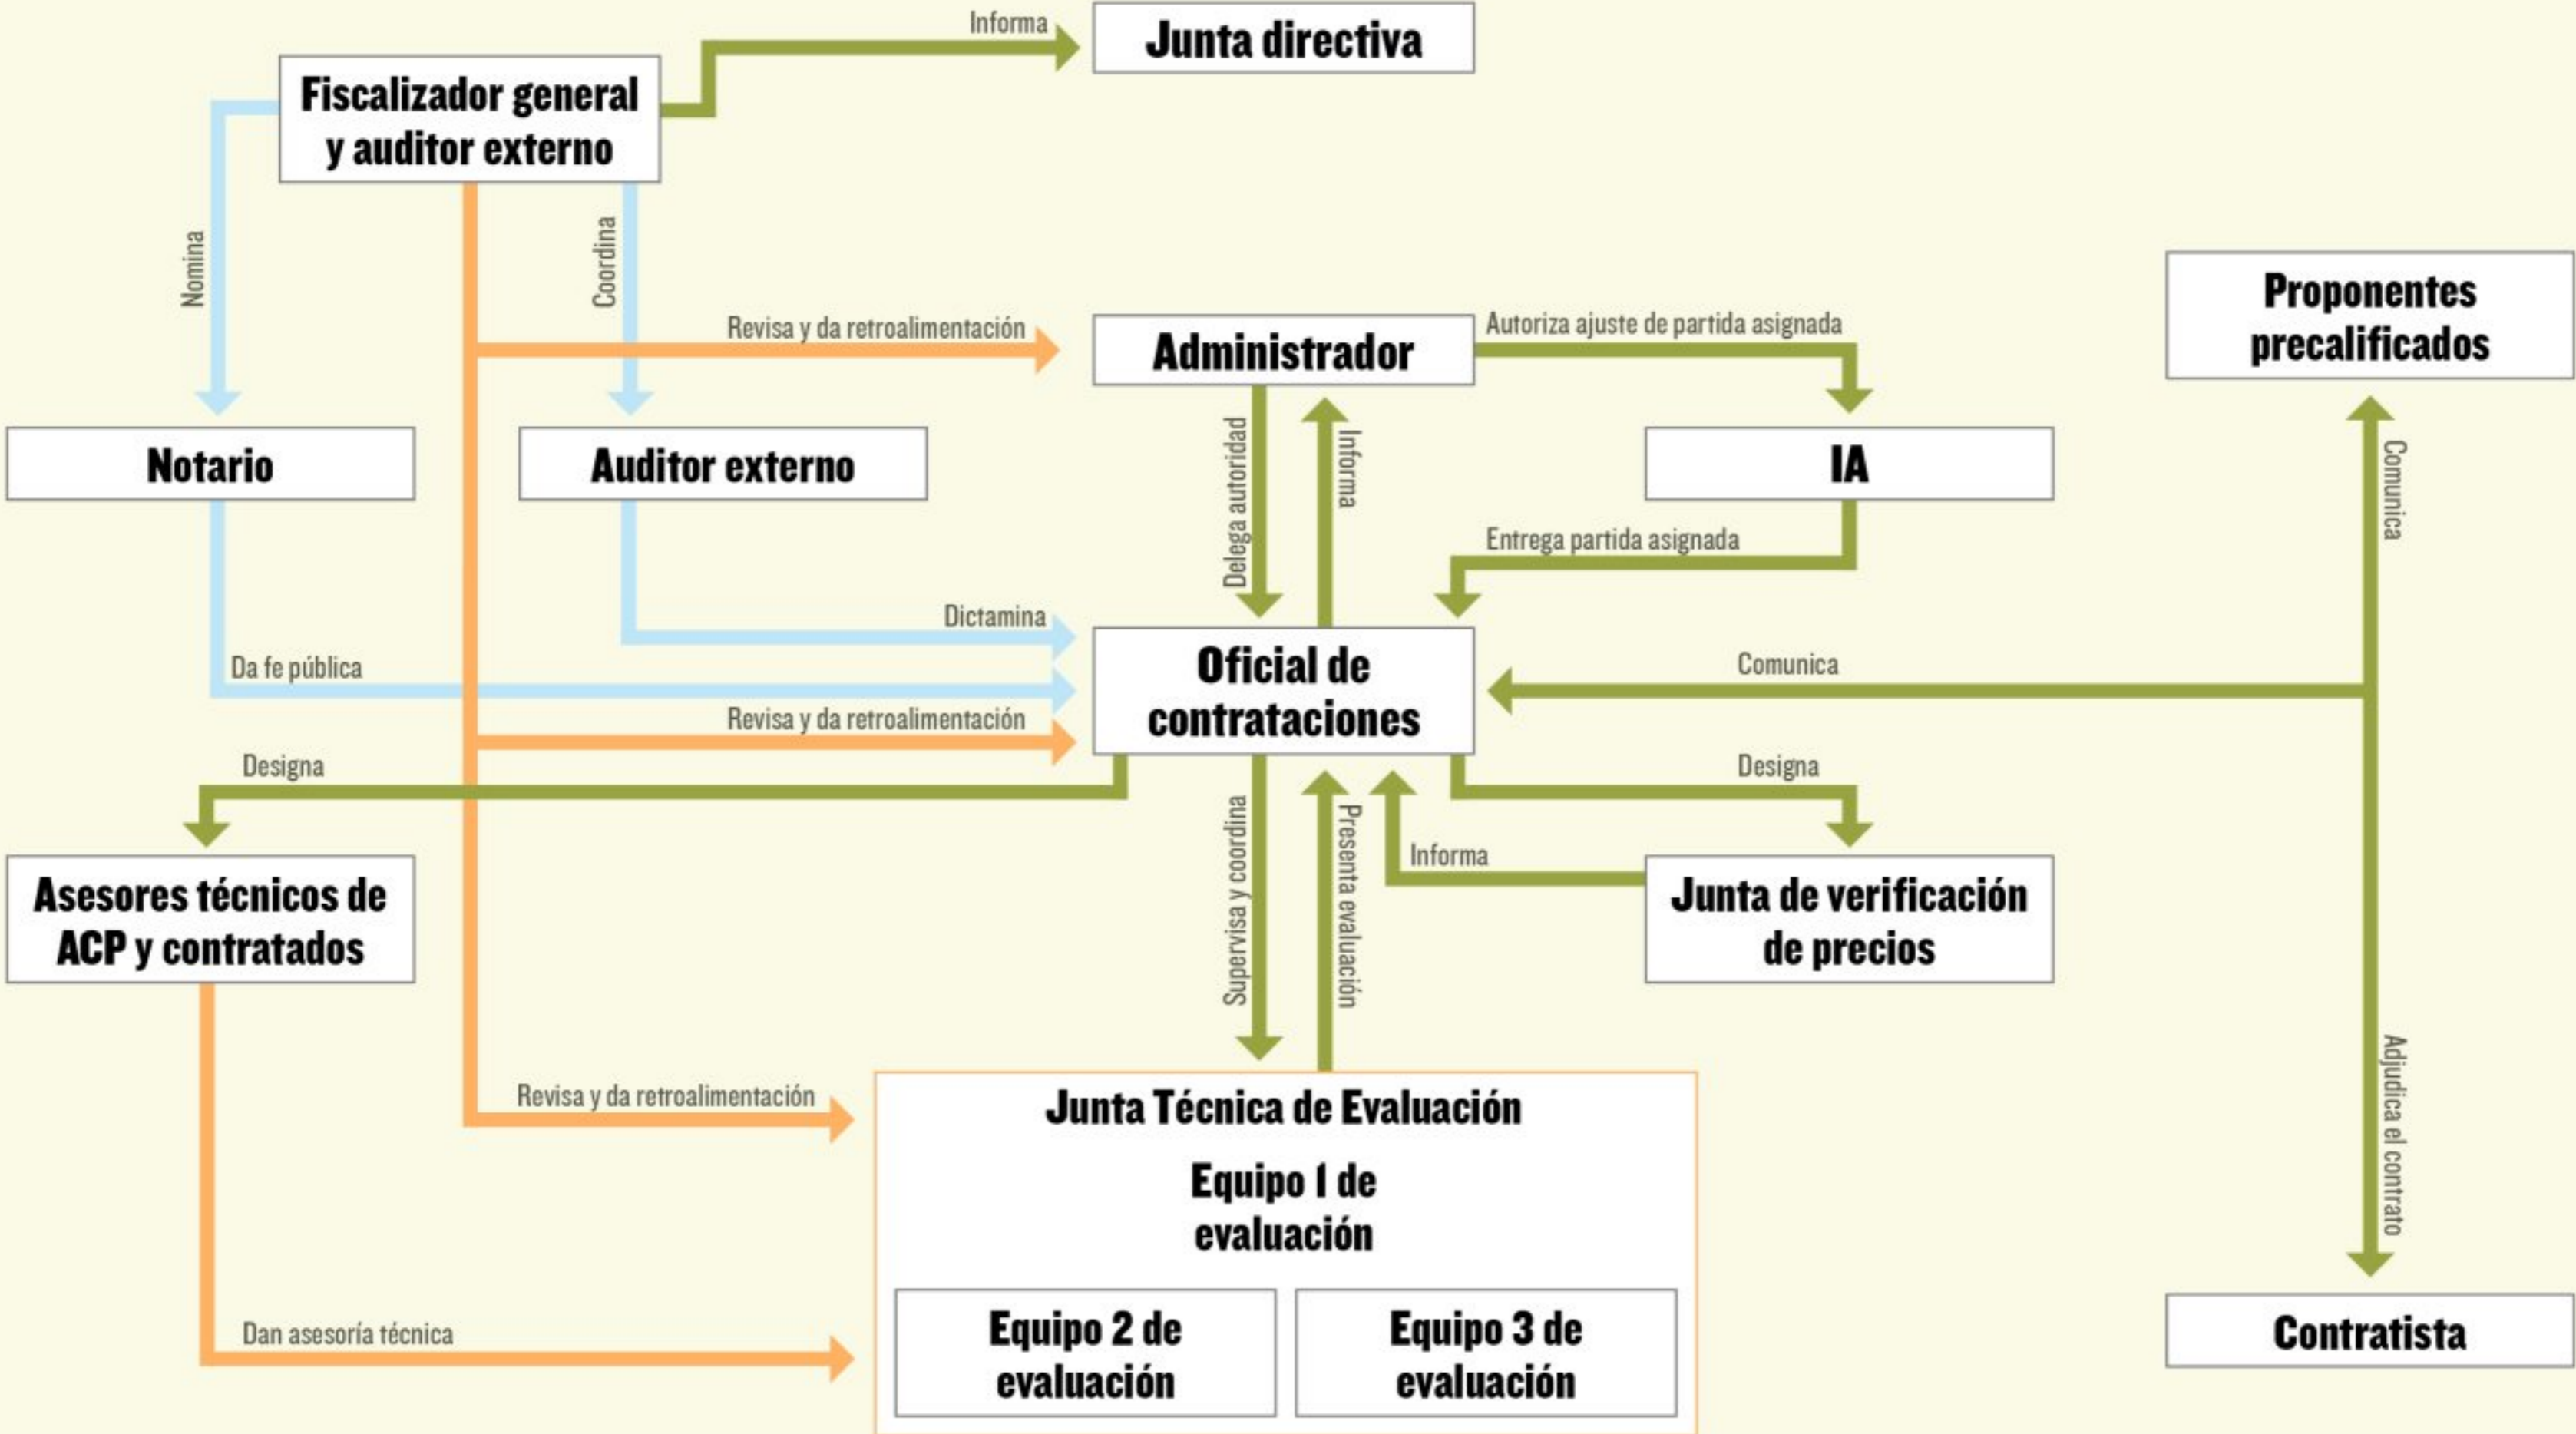 Informa
Junta directiva
Fiscalizador general
y auditor externo
Nomina
Coordina
Revisa y da retroalimentación
Administrador
Autoriza ajuste de partida asignada
Proponentes
precalificados
Notario
Auditor externo
Delega autoridad
Informa
IA
Comunica
Entrega partida asignada
Dictamina
Da fe pública
Oficial de
contrataciones
Comunica
Revisa y da retroalimentación
Designa
Designa
Supervisa y coordina
Presenta evaluación
Informa
Asesores técnicos de
ACP y contratados
Junta de verificación
de precios
Adjudica el contrato
Revisa y da retroalimentación
Junta Técnica de Evaluación
Equipo 1 de
evaluación
Dan asesoría técnica
Equipo 2 de
evaluación
Equipo 3 de
evaluación
Contratista